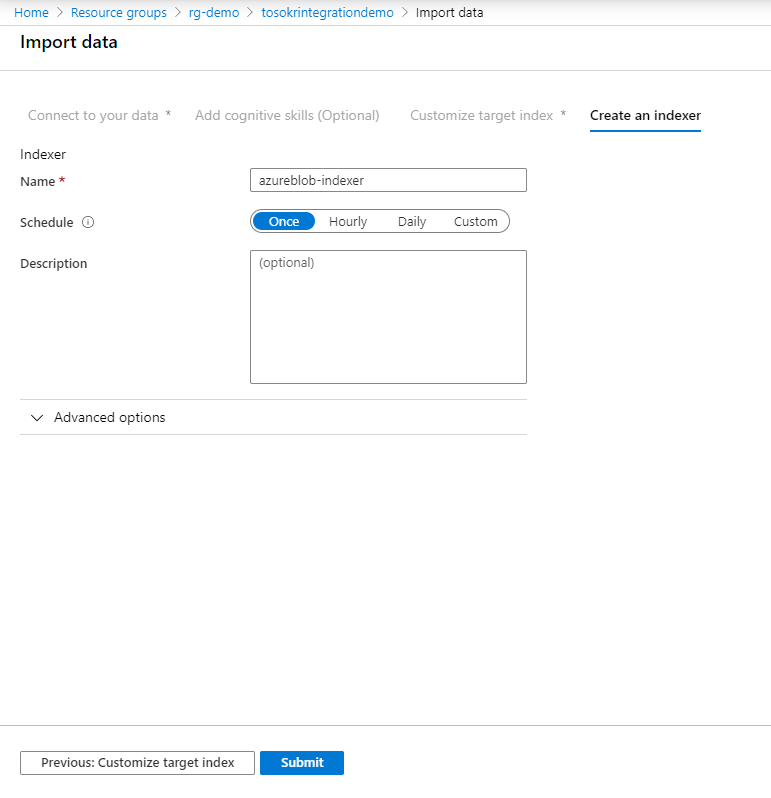 Home > Resource groups > rg-demo > tosokrintegrationdemo > Import data
Import data
Connect to your data * Add cognitive skills (Optional) Customize target index * Create an indexer
Indexer
Name * azureblob-indexer
Schedule Once Hourly Daily Custom
Description (optional)
Advanced options
Previous: Customize target index Submit